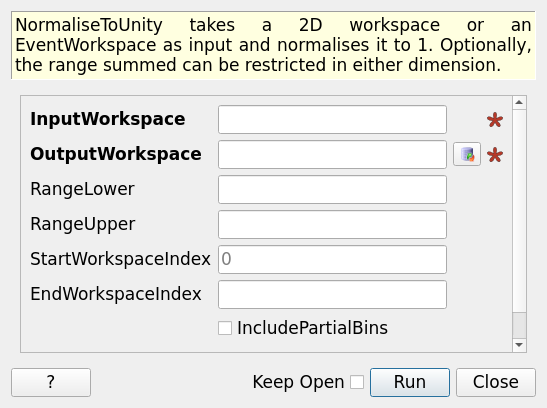 NormaliseToUnity takes a 2D workspace or an
EventWorkspace as input and normalises it to 1. Optionally,
the range summed can be restricted in either dimension.
InputWorkspace
OutputWorkspace
RangeLower
RangeUpper
StartWorkspaceIndex 0
EndWorkspaceIndex
IncludePartialBins
? Keep Open Run Close